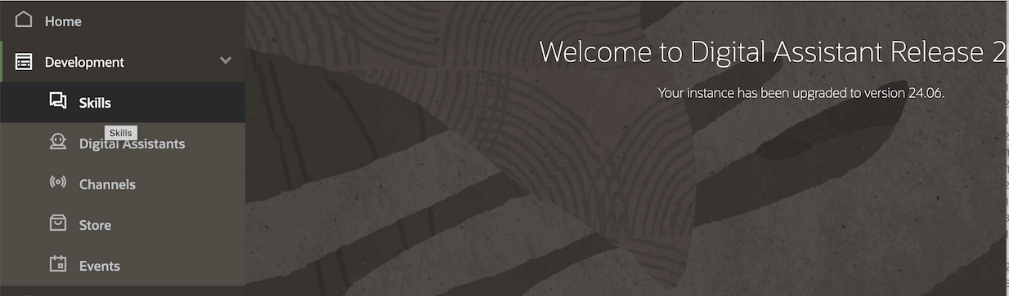 Home
Development
Skills
Skills
Digital Assistants
Channels
Store
Events
Welcome to Digital Assistant Release 2
Your instance has been upgraded to version 24.06.